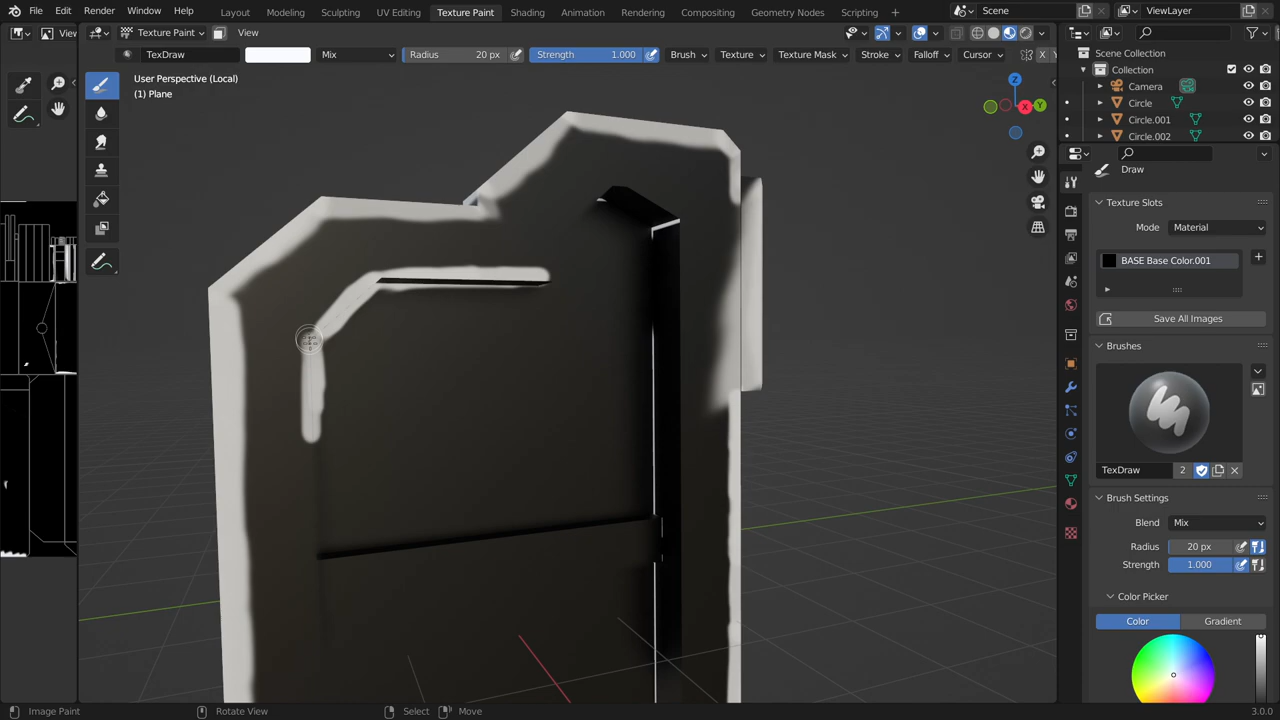 File Edit Render Window Help Layout Modeling Sculpting UV Editing Texture Paint Shading Animation Rendering Compositing Geometry Nodes Scripting Scene ViewLayer
View Texture Paint View
TexDraw Mix Radius 20 px Strength 1.000 Brush Texture Texture Mask Stroke Falloff Cursor X
Scene Collection
Collection
Camera
Circle
Circle.001
Circle.002
User Perspective (Local)
(1) Plane
Z
X
Y
Draw
Texture Slots
Mode Material
BASE Base Color.001
Save All Images
Brushes
TexDraw 2
Brush Settings
Blend Mix
Radius 20 px
Strength 1.000
Color Picker
Color Gradient
Image Paint Rotate View Select Move 3.0.0